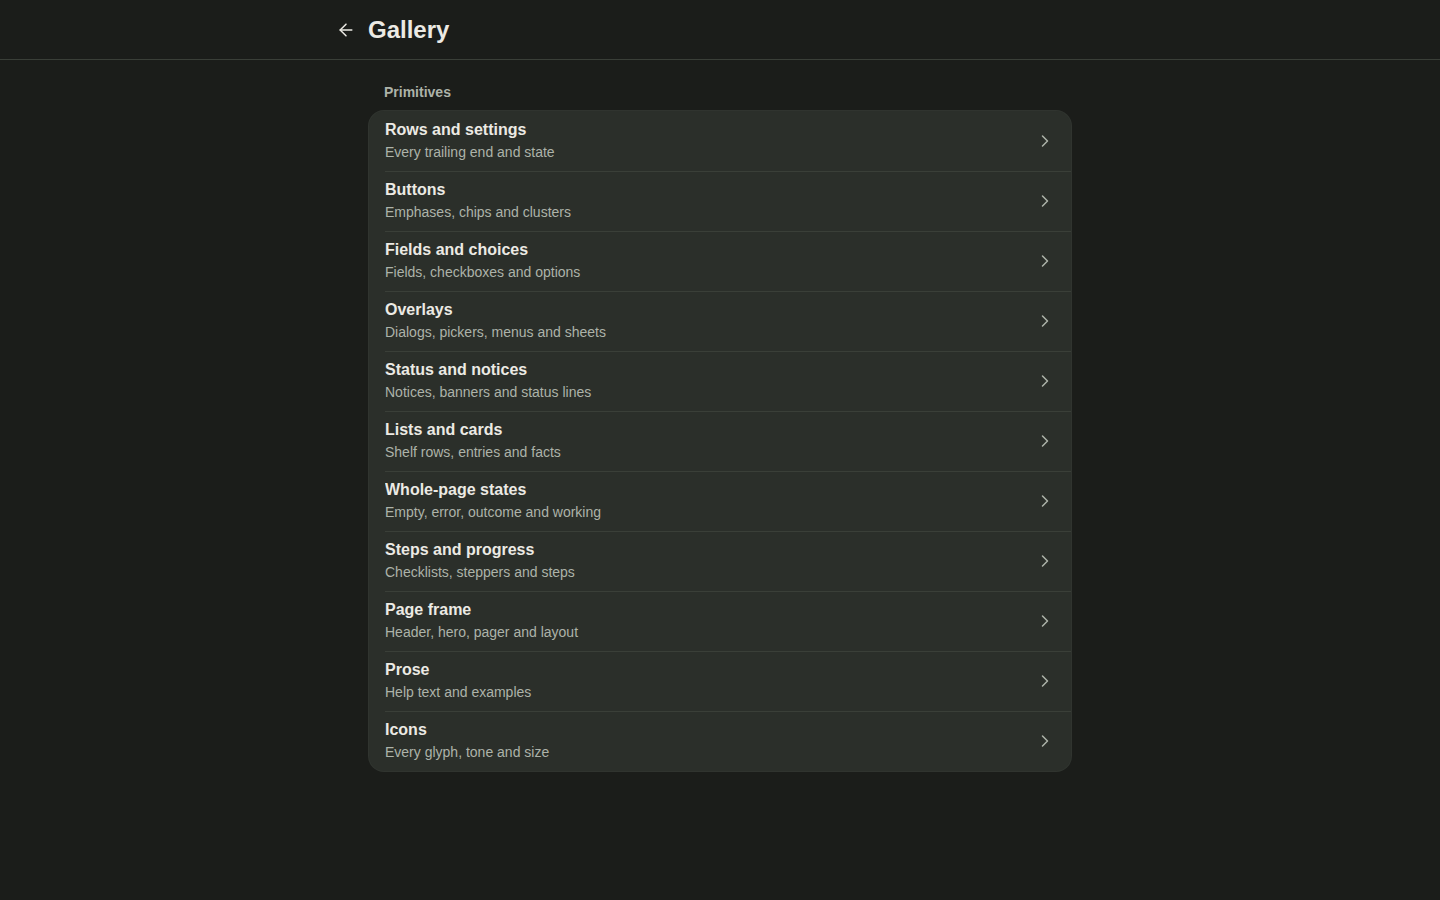 Gallery
Primitives
Rows and settings
Every trailing end and state
Buttons
Emphases, chips and clusters
Fields and choices
Fields, checkboxes and options
Overlays
Dialogs, pickers, menus and sheets
Status and notices
Notices, banners and status lines
Lists and cards
Shelf rows, entries and facts
Whole-page states
Empty, error, outcome and working
Steps and progress
Checklists, steppers and steps
Page frame
Header, hero, pager and layout
Prose
Help text and examples
Icons
Every glyph, tone and size